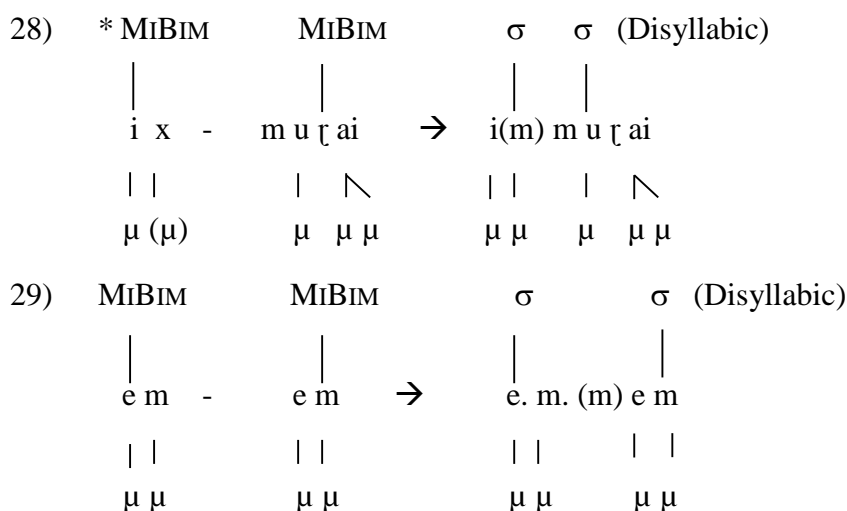 28) * MIBIM MIBIM σ σ (Disyllabic)
i x - m u ɽ ai → i(m) m u ɽ ai
μ (μ) μ μ μ μ μ μ μ μ
29) MIBIM MIBIM σ σ (Disyllabic)
e m - e m → e. m. (m) e m
μ μ μ μ μ μ μ μ